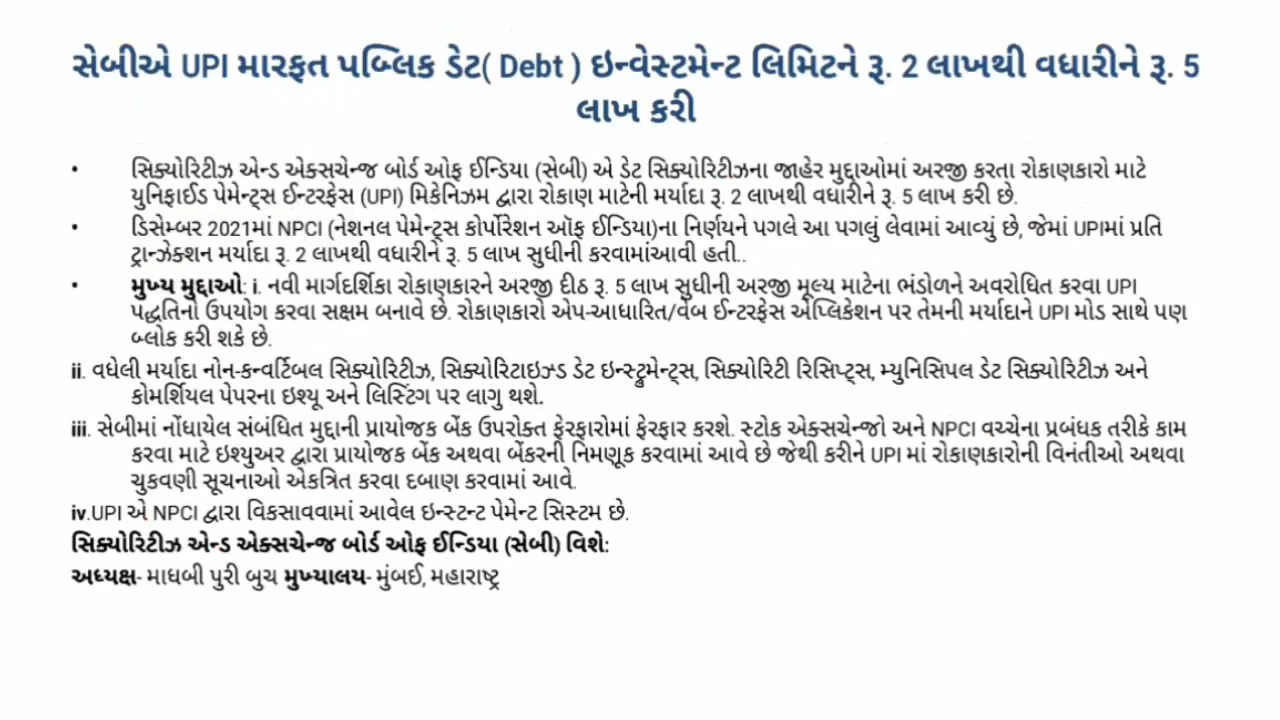 સેબીએ UPI મારફત પબ્લિક ડેટ( Debt ) ઇન્વેસ્ટમેન્ટ લિમિટને રૂ. 2 લાખથી વધારીને રૂ. 5
લાખ કરી
• સિક્યોરિટીઝ એન્ડ એક્સચેન્જ બોર્ડ ઓફ ઈન્ડિયા (સેબી) એ ડેટ સિક્યોરિટીઝના જાહેર મુદ્દાઓમાં અરજી કરતા રોકાણકારો માટે
યુનિફાઈડ પેમેન્ટ્સ ઈન્ટરફેસ (UPI) મિકેનિઝમ દ્વારા રોકાણ માટેની મર્યાદા રૂ. 2 લાખથી વધારીને રૂ. 5 લાખ કરી છે.
• ડિસેમ્બર 2021માં NPCI (નેશનલ પેમેન્ટ્સ કોર્પોરેશન ઑફ ઈન્ડિયા)ના નિર્ણયને પગલે આ પગલું લેવામાં આવ્યું છે, જેમાં UPIમાં પ્રતિ
ટ્રાન્ઝેક્શન મર્યાદા રૂ. 2 લાખથી વધારીને રૂ. 5 લાખ સુધીની કરવામાંઆવી હતી..
• મુખ્ય મુદ્દાઓ: i. નવી માર્ગદર્શિકા રોકાણકારને અરજી દીઠ રૂ. 5 લાખ સુધીની અરજી મૂલ્ય માટેના ભંડોળને અવરોધિત કરવા UPI
પદ્ધતિનો ઉપયોગ કરવા સક્ષમ બનાવે છે. રોકાણકારો એપ-આધારિત/વેબ ઈન્ટરફેસ એપ્લિકેશન પર તેમની મર્યાદાને UPI મોડ સાથે પણ
બ્લોક કરી શકે છે.
ii. વધેલી મર્યાદા નોન-કન્વર્ટિબલ સિક્યોરિટીઝ, સિક્યોરિટાઇઝ્ડ ડેટ ઇન્સ્ટ્રુમેન્ટ્સ, સિક્યોરિટી રિસિપ્ટ્સ, મ્યુનિસિપલ ડેટ સિક્યોરિટીઝ અને
કોમર્શિયલ પેપરના ઇશ્યૂ અને લિસ્ટિંગ પર લાગુ થશે.
iii. સેબીમાં નોંધાયેલ સંબંધિત મુદ્દાની પ્રાયોજક બેંક ઉપરોક્ત ફેરફારોમાં ફેરફાર કરશે. સ્ટોક એક્સચેન્જો અને NPCI વચ્ચેના પ્રબંધક તરીકે કામ
કરવા માટે ઇશ્યુઅર દ્વારા પ્રાયોજક બેંક અથવા બેંકરની નિમણૂક કરવામાં આવે છે જેથી કરીને UPI માં રોકાણકારોની વિનંતીઓ અથવા
ચુકવણી સૂચનાઓ એકત્રિત કરવા દબાણ કરવામાં આવે.
iv.UPI એ NPCI દ્વારા વિકસાવવામાં આવેલ ઇન્સ્ટન્ટ પેમેન્ટ સિસ્ટમ છે.
સિક્યોરિટીઝ એન્ડ એક્સચેન્જ બોર્ડ ઓફ ઈન્ડિયા (સેબી) વિશે:
અધ્યક્ષ- માધબી પુરી બુચ મુખ્યાલય- મુંબઈ, મહારાષ્ટ્ર